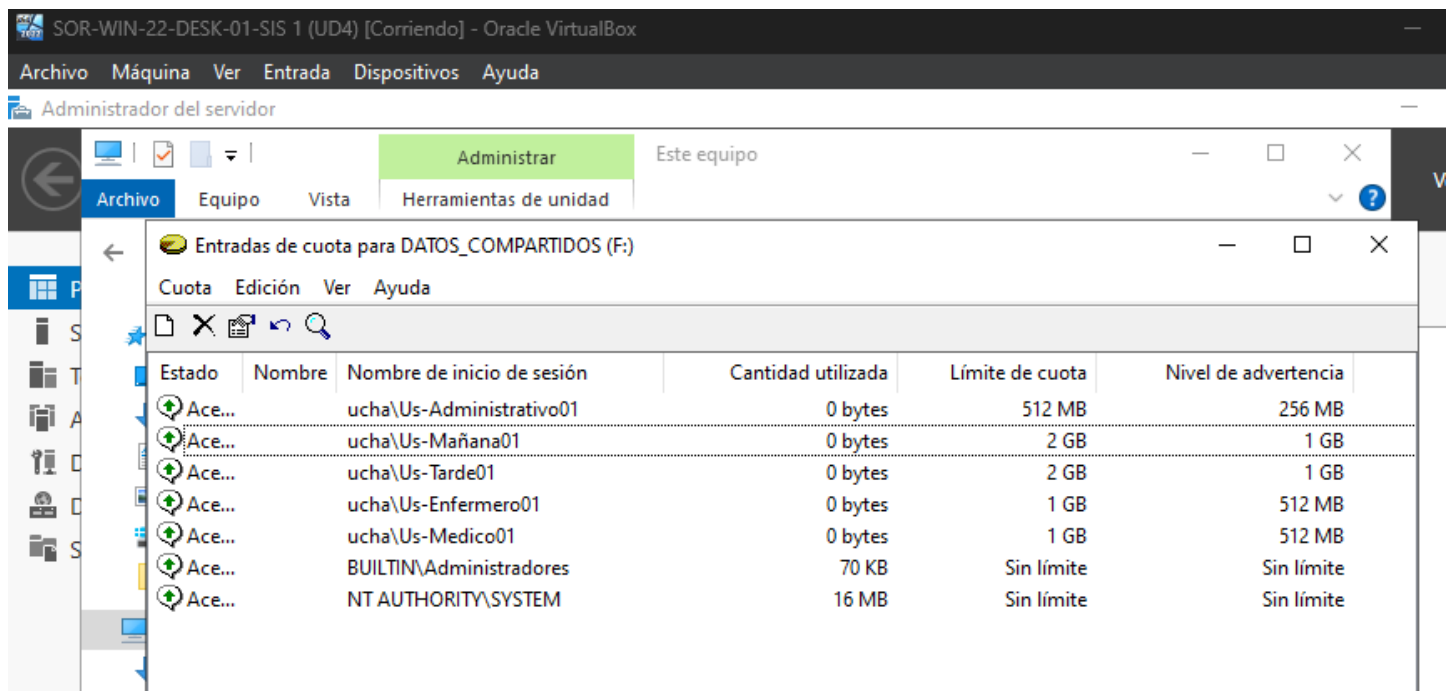 SOR-WIN-22-DESK-01-SIS 1 (UD4) [Corriendo] - Oracle VirtualBox
Archivo Máquina Ver Entrada Dispositivos Ayuda
Administrador del servidor
Administrar Este equipo
Archivo Equipo Vista Herramientas de unidad
Entradas de cuota para DATOS_COMPARTIDOS (F:)
Cuota Edición Ver Ayuda
Estado Nombre Nombre de inicio de sesión Cantidad utilizada Límite de cuota Nivel de advertencia
Ace... ucha\Us-Administrativo01 0 bytes 512 MB 256 MB
Ace... ucha\Us-Mañana01 0 bytes 2 GB 1 GB
Ace... ucha\Us-Tarde01 0 bytes 2 GB 1 GB
Ace... ucha\Us-Enfermero01 0 bytes 1 GB 512 MB
Ace... ucha\Us-Medico01 0 bytes 1 GB 512 MB
Ace... BUILTIN\Administradores 70 KB Sin límite Sin límite
Ace... NT AUTHORITY\SYSTEM 16 MB Sin límite Sin límite